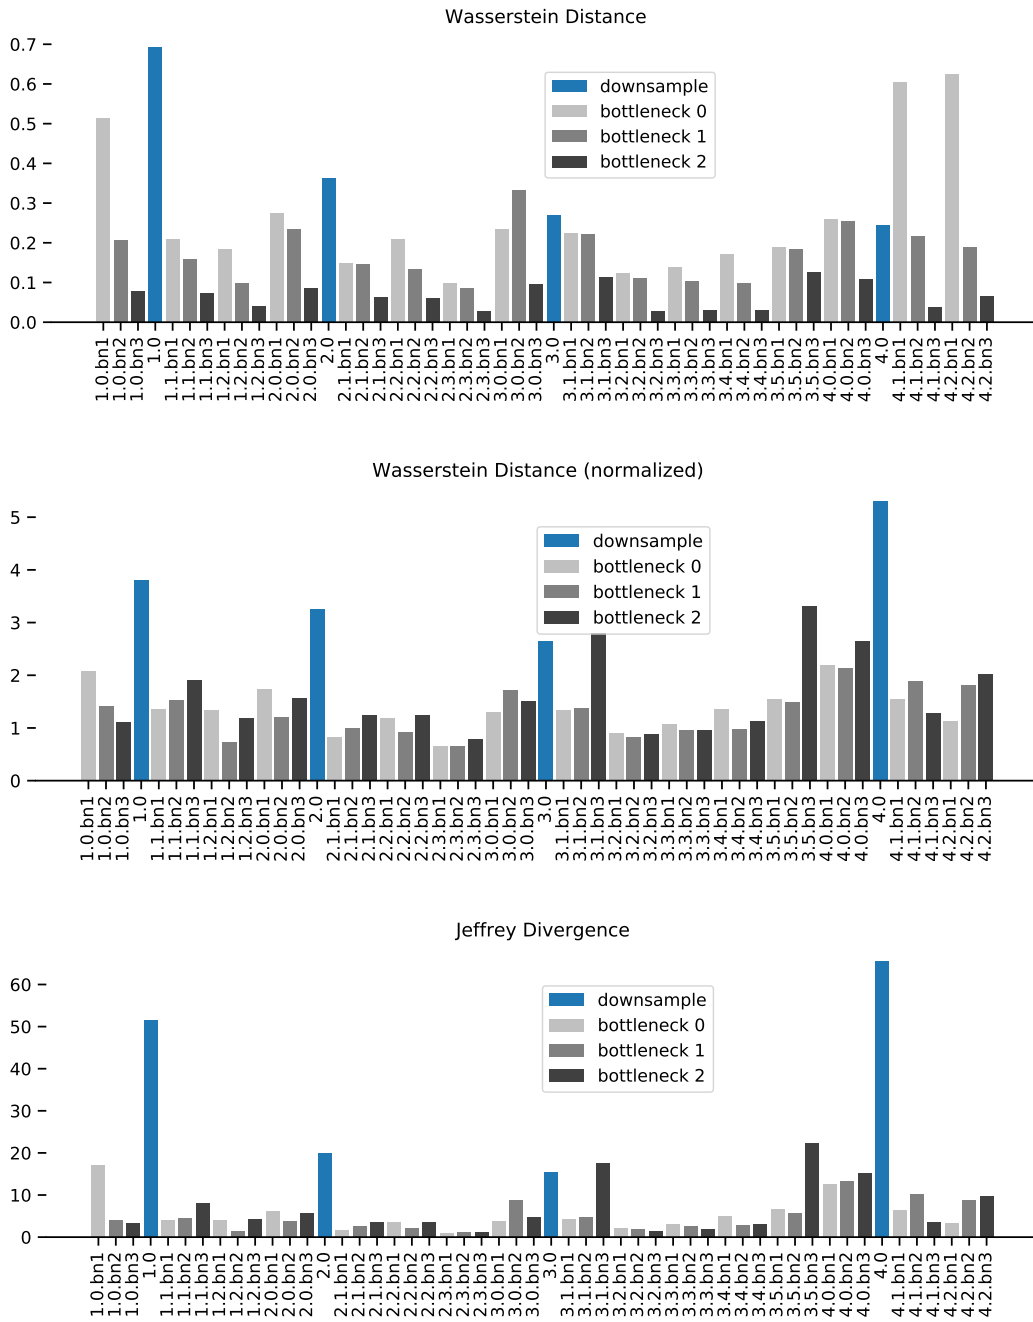 Wasserstein Distance
0.7
0.6
0.5
0.4
0.3
0.2
0.1
0.0
downsample
bottleneck 0
bottleneck 1
bottleneck 2
1.0.bn1
1.0.bn2
1.0.bn3
1.0
1.1.bn1
1.1.bn2
1.1.bn3
1.2.bn1
1.2.bn2
1.2.bn3
2.0.bn1
2.0.bn2
2.0.bn3
2.0
2.1.bn1
2.1.bn2
2.1.bn3
2.2.bn1
2.2.bn2
2.2.bn3
2.3.bn1
2.3.bn2
2.3.bn3
3.0.bn1
3.0.bn2
3.0.bn3
3.0
3.1.bn1
3.1.bn2
3.1.bn3
3.2.bn1
3.2.bn2
3.2.bn3
3.3.bn1
3.3.bn2
3.3.bn3
3.4.bn1
3.4.bn2
3.4.bn3
3.5.bn1
3.5.bn2
3.5.bn3
4.0.bn1
4.0.bn2
4.0.bn3
4.0
4.1.bn1
4.1.bn2
4.1.bn3
4.2.bn1
4.2.bn2
4.2.bn3
Wasserstein Distance (normalized)
5
4
3
2
1
0
downsample
bottleneck 0
bottleneck 1
bottleneck 2
1.0.bn1
1.0.bn2
1.0.bn3
1.0
1.1.bn1
1.1.bn2
1.1.bn3
1.2.bn1
1.2.bn2
1.2.bn3
2.0.bn1
2.0.bn2
2.0.bn3
2.0
2.1.bn1
2.1.bn2
2.1.bn3
2.2.bn1
2.2.bn2
2.2.bn3
2.3.bn1
2.3.bn2
2.3.bn3
3.0.bn1
3.0.bn2
3.0.bn3
3.0
3.1.bn1
3.1.bn2
3.1.bn3
3.2.bn1
3.2.bn2
3.2.bn3
3.3.bn1
3.3.bn2
3.3.bn3
3.4.bn1
3.4.bn2
3.4.bn3
3.5.bn1
3.5.bn2
3.5.bn3
4.0.bn1
4.0.bn2
4.0.bn3
4.0
4.1.bn1
4.1.bn2
4.1.bn3
4.2.bn1
4.2.bn2
4.2.bn3
Jeffrey Divergence
60
50
40
30
20
10
0
downsample
bottleneck 0
bottleneck 1
bottleneck 2
1.0.bn1
1.0.bn2
1.0.bn3
1.0
1.1.bn1
1.1.bn2
1.1.bn3
1.2.bn1
1.2.bn2
1.2.bn3
2.0.bn1
2.0.bn2
2.0.bn3
2.0
2.1.bn1
2.1.bn2
2.1.bn3
2.2.bn1
2.2.bn2
2.2.bn3
2.3.bn1
2.3.bn2
2.3.bn3
3.0.bn1
3.0.bn2
3.0.bn3
3.0
3.1.bn1
3.1.bn2
3.1.bn3
3.2.bn1
3.2.bn2
3.2.bn3
3.3.bn1
3.3.bn2
3.3.bn3
3.4.bn1
3.4.bn2
3.4.bn3
3.5.bn1
3.5.bn2
3.5.bn3
4.0.bn1
4.0.bn2
4.0.bn3
4.0
4.1.bn1
4.1.bn2
4.1.bn3
4.2.bn1
4.2.bn2
4.2.bn3